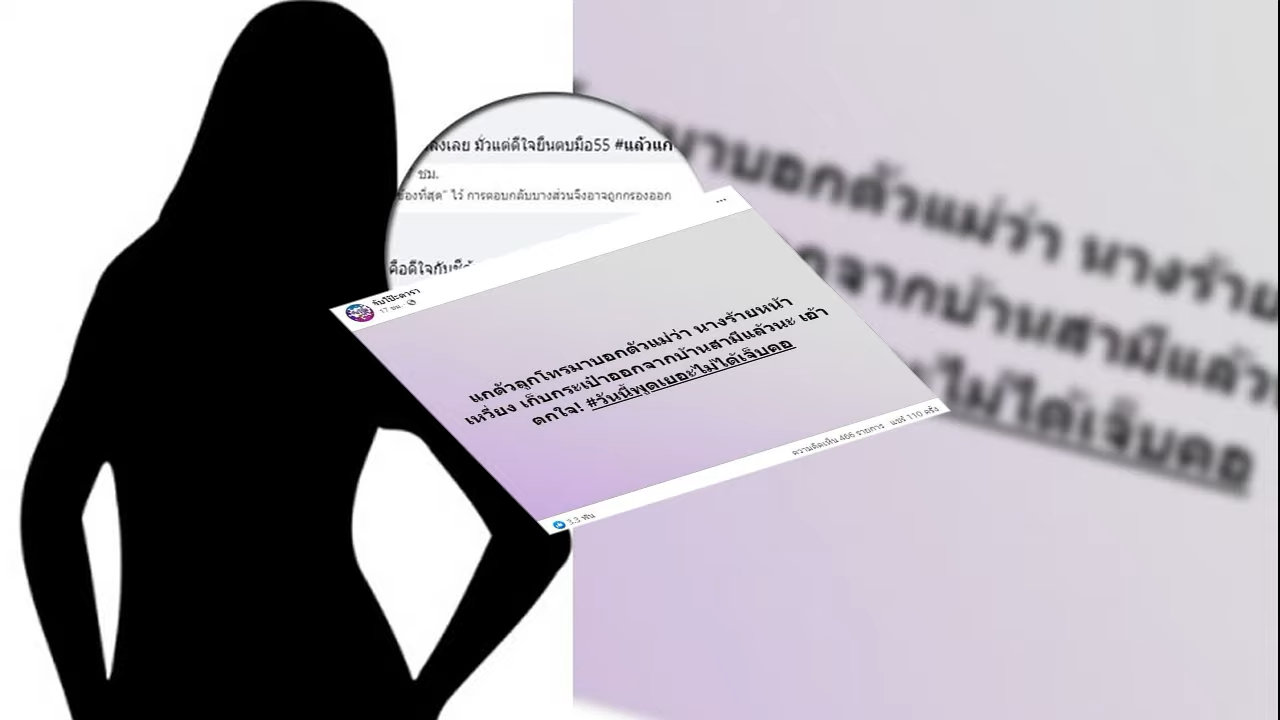 งเลย มัวแต่ดีใจยืนตบมือ55 #แล้วแก
ชม.
ข้องที่สุด" ไว้ การตอบกลับบางส่วนจึงอาจถูกกรองออก
คือดีใจกับชี
17 ชม.
แกดัวลูกโทรมาบอกตัวแม่ว่า นางร้ายหน้า
เหวี่ยง เก็บกระเป๋าออกจากบ้านสามีแล้วนะ เอ้า
ตกใจ! #วันนี้พูดเยอะไม่ได้เจ็บคอ
3.3 พัน
ความคิดเห็น 466 รายการ แชร์ 110 ครั้ง
มาบอกตัวแม่ว่า นางร้าย
กจากบ้านสามีแล้ว
ะไม่ได้เจ็บคอ